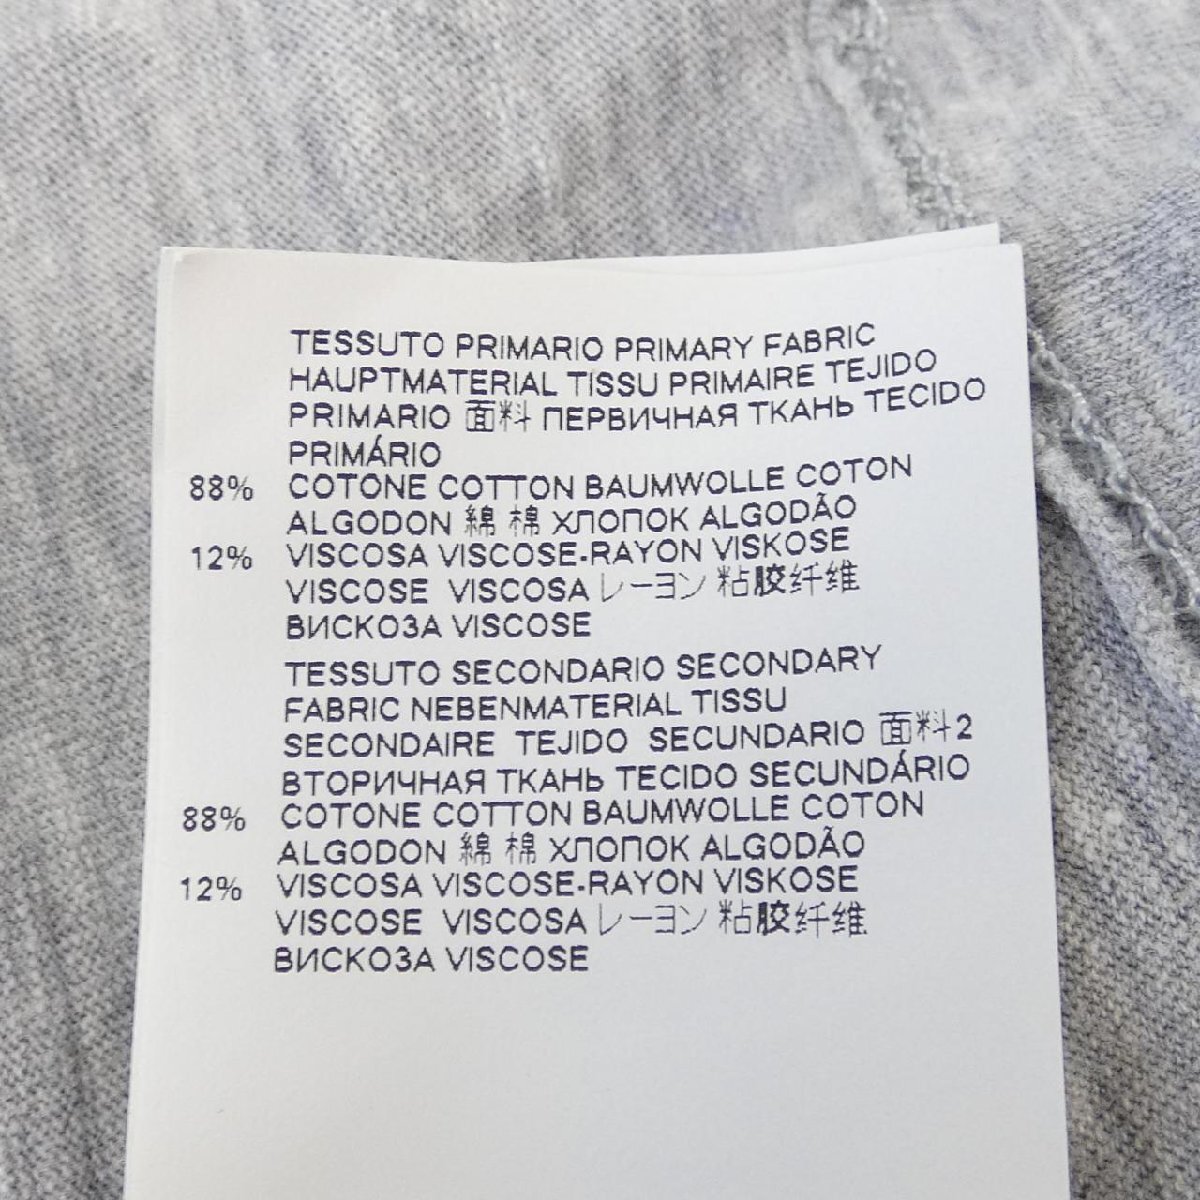 TESSUTO PRIMARIO PRIMARY FABRIC
HAUPTMATERIAL TISSU PRIMAIRE TEJIDO
PRIMARIO 面料 ПЕРВИЧНАЯ ТКАНЬ TECIDO
PRIMÁRIO
88% COTONE COTTON BAUMWOLLE COTON
ALGODON 綿 棉 ХЛОПОК ALGODÃO
12% VISCOSA VISCOSE-RAYON VISKOSE
VISCOSE VISCOSA レーヨン 粘胶纤维
ВИСКОЗА VISCOSE
TESSUTO SECONDARIO SECONDARY
FABRIC NEBENMATERIAL TISSU
SECONDAIRE TEJIDO SECUNDARIO 面料2
ВТОРИЧНАЯ ТКАНЬ TECIDO SECUNDÁRIO
88% COTONE COTTON BAUMWOLLE COTON
ALGODON 綿 棉 ХЛОПОК ALGODÃO
12% VISCOSA VISCOSE-RAYON VISKOSE
VISCOSE VISCOSA レーヨン 粘胶纤维
ВИСКОЗА VISCOSE